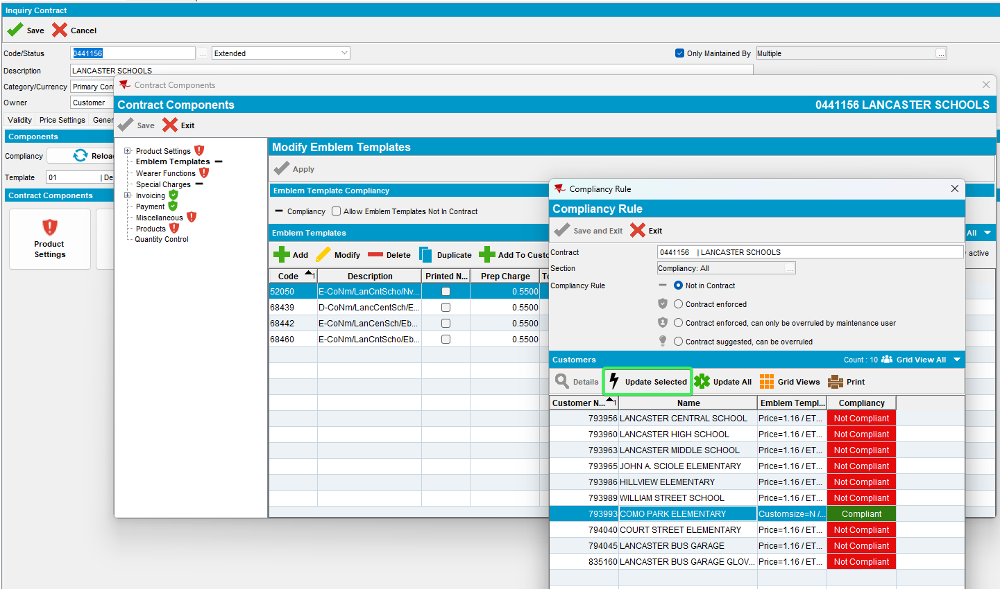 Inquiry Contract
Save Cancel
Code/Status 0441156 ... Extended Only Maintained By Multiple ...
Description LANCASTER SCHOOLS
Category/Currency Primary Con
Owner Customer
Validity Price Settings Gener
Components
Compliancy Reloa
Template 01 | De
Contract Components
Product
Settings
Contract Components
Contract Components 0441156 LANCASTER SCHOOLS
Save Exit
Product Settings
Emblem Templates
Wearer Functions
Special Charges
Invoicing
Payment
Miscellaneous
Products
Quantity Control
Modify Emblem Templates
Apply
Emblem Template Compliancy
Compliancy Allow Emblem Templates Not In Contract
Emblem Templates All
Add Modify Delete Duplicate Add To Custo active
Code 1 Description Printed N... Prep Charge To
52050 E-CoNm/LanCntScho/Nv... 0.5500
68439 D-CoNm/LancCentSch/E... 0.5500
68442 E-CoNm/LanCenSch/Eb... 0.5500
68460 E-CoNm/LanCntScho/Eb... 0.5500
Compliancy Rule
Compliancy Rule
Save and Exit Exit
Contract 0441156 | LANCASTER SCHOOLS
Section Compliancy: All ...
Compliancy Rule Not in Contract
Contract enforced
Contract enforced, can only be overruled by maintenance user
Contract suggested, can be overruled
Customers Count : 10 Grid View All
Details Update Selected Update All Grid Views Print
Customer N... 1 Name Emblem Templ... Compliancy
793956 LANCASTER CENTRAL SCHOOL Price=1.16 / ET... Not Compliant
793960 LANCASTER HIGH SCHOOL Price=1.16 / ET... Not Compliant
793963 LANCASTER MIDDLE SCHOOL Price=1.16 / ET... Not Compliant
793965 JOHN A. SCIOLE ELEMENTARY Price=1.16 / ET... Not Compliant
793986 HILLVIEW ELEMENTARY Price=1.16 / ET... Not Compliant
793989 WILLIAM STREET SCHOOL Price=1.16 / ET... Not Compliant
793993 COMO PARK ELEMENTARY Customsize=N /... Compliant
794040 COURT STREET ELEMENTARY Price=1.16 / ET... Not Compliant
794045 LANCASTER BUS GARAGE Price=1.16 / ET... Not Compliant
835160 LANCASTER BUS GARAGE GLOV... Price=1.16 / ET... Not Compliant